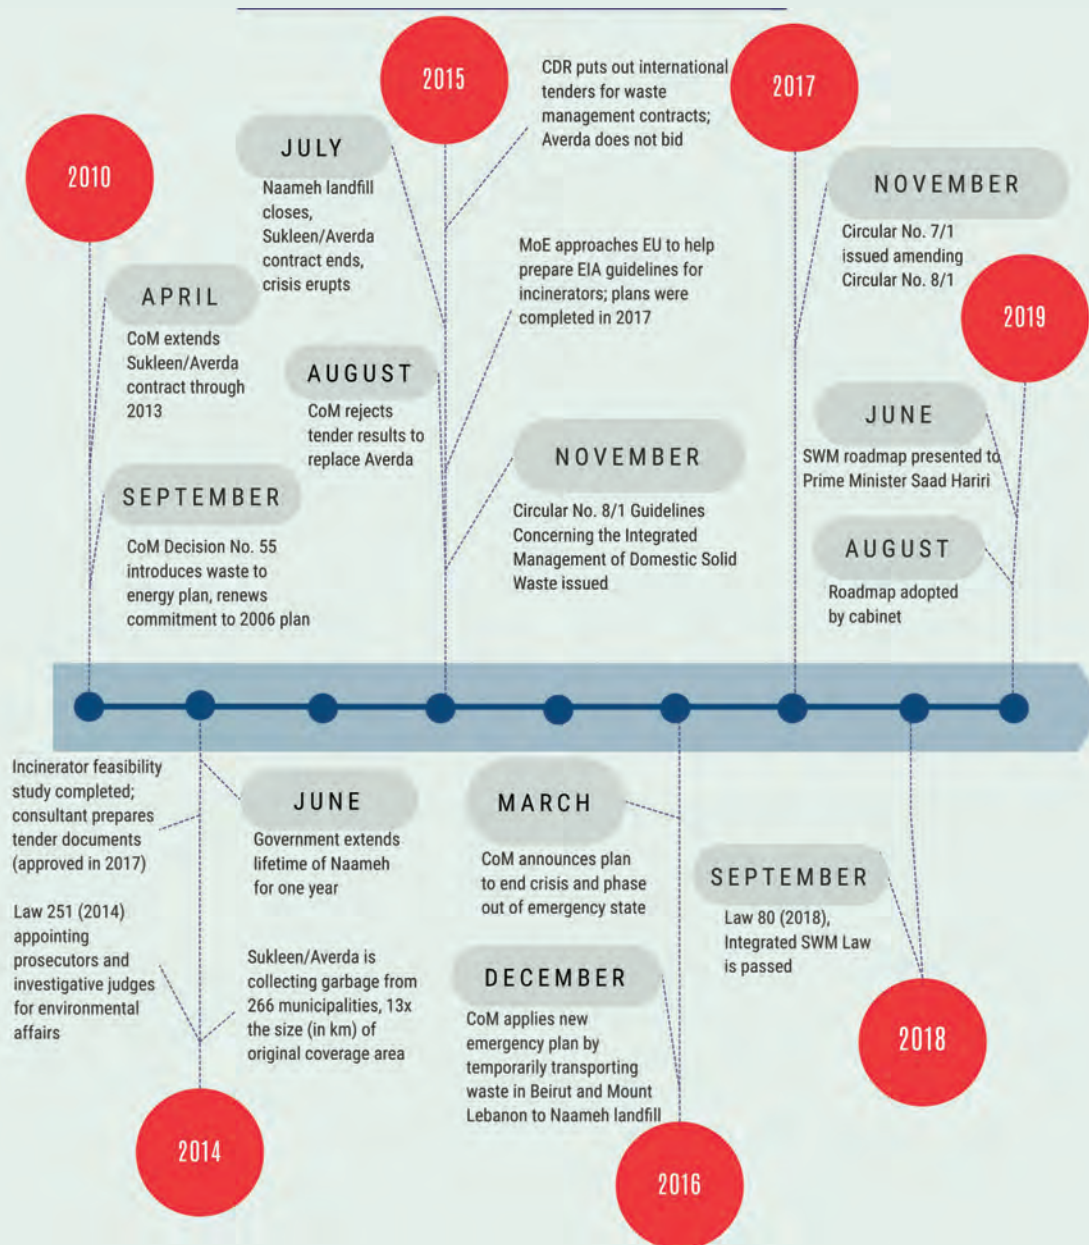 2010
APRIL
CoM extends
Sukleen/Averda
contract through
2013
SEPTEMBER
CoM Decision No. 55
introduces waste to
energy plan, renews
commitment to 2006 plan
2015
JULY
Naameh landfill
closes,
Sukleen/Averda
contract ends,
crisis erupts
AUGUST
CoM rejects
tender results to
replace Averda
CDR puts out international
tenders for waste
management contracts;
Averda does not bid
MoE approaches EU to help
prepare EIA guidelines for
incinerators; plans were
completed in 2017
NOVEMBER
Circular No. 8/1 Guidelines
Concerning the Integrated
Management of Domestic Solid
Waste issued
2017
NOVEMBER
Circular No. 7/1
issued amending
Circular No. 8/1
2019
JUNE
SWM roadmap presented to
Prime Minister Saad Hariri
AUGUST
Roadmap adopted
by cabinet
Incinerator feasibility
study completed;
consultant prepares
tender documents
(approved in 2017)
Law 251 (2014)
appointing
prosecutors and
investigative judges
for environmental
affairs
JUNE
Government extends
lifetime of Naameh
for one year
Sukleen/Averda is
collecting garbage from
266 municipalities, 13x
the size (in km) of
original coverage area
2014
MARCH
CoM announces plan
to end crisis and phase
out of emergency state
DECEMBER
CoM applies new
emergency plan by
temporarily transporting
waste in Beirut and Mount
Lebanon to Naameh landfill
2016
SEPTEMBER
Law 80 (2018),
Integrated SWM Law
is passed
2018